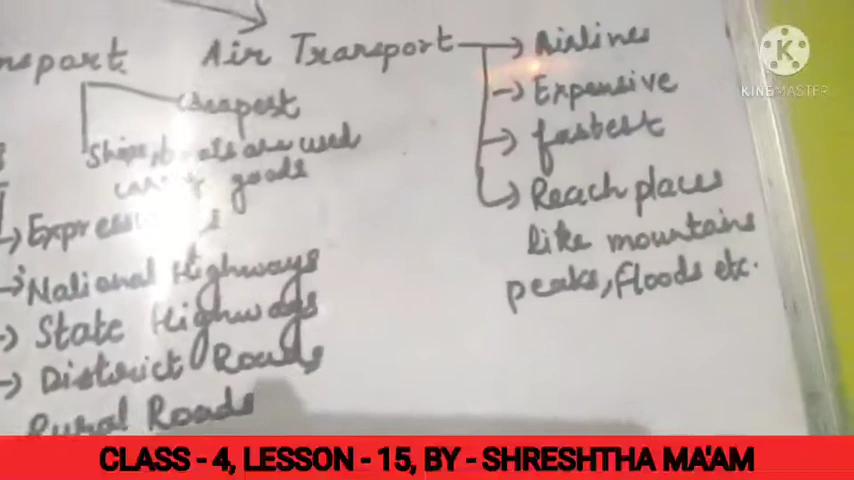 nsport
Air Transport
Airlines
Expensive
fastest
Reach places
like mountains
peaks, floods etc.
Cheapest
Ships, boats are used
goods
National Highways
State Highways
District Roads
Rural Roads
KINEMASTER
CLASS - 4, LESSON - 15, BY - SHRESHTHA MA'AM